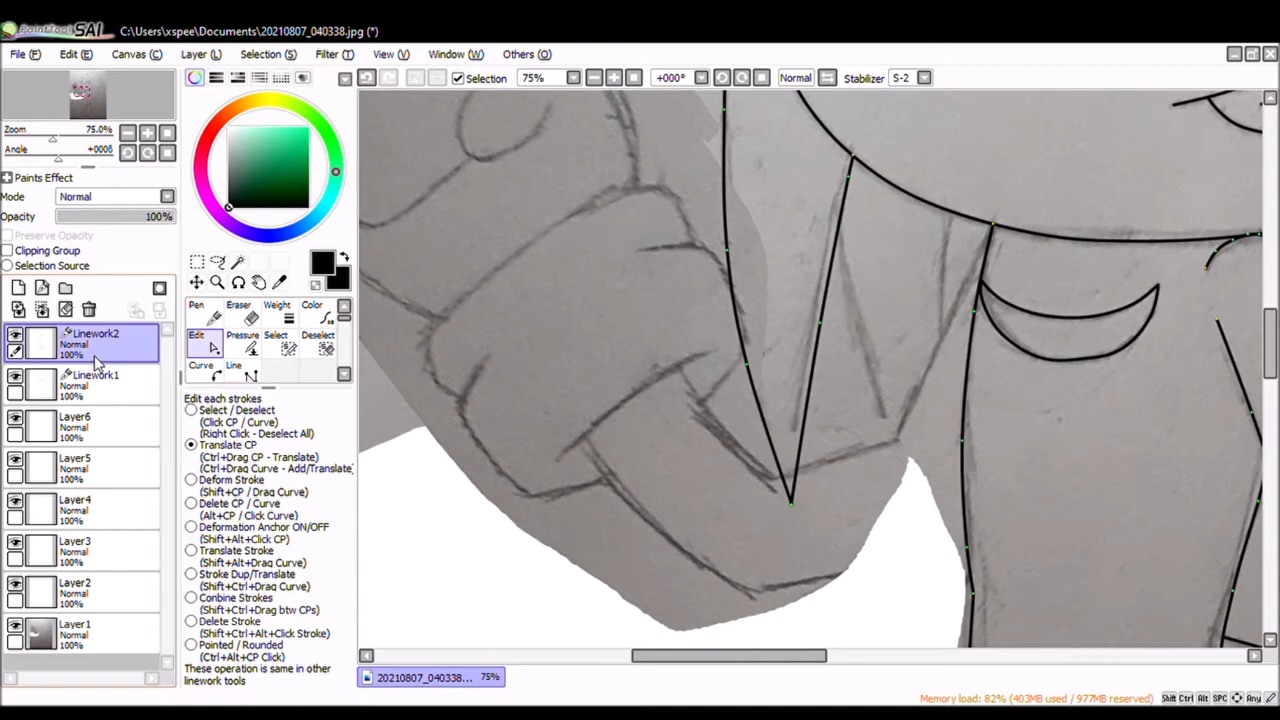 PaintTool SAI C:\Users\xspee\Documents\20210807_040338.jpg (*)
File (F) Edit (E) Canvas (C) Layer (L) Selection (S) Filter (T) View (V) Window (W) Others (O)
Selection 75% +000° Normal Stabilizer S-2
Zoom 75.0%
Angle +000ß
Paints Effect
Mode Normal
Opacity 100%
Preserve Opacity
Clipping Group
Selection Source
Linework2
Normal
100%
Linework1
Normal
100%
Layer6
Normal
100%
Layer5
Normal
100%
Layer4
Normal
100%
Layer3
Normal
100%
Layer2
Normal
100%
Layer1
Normal
100%
Pen Eraser Weight Color
Edit Pressure Select Deselect
Curve Line
Edit each strokes
Select / Deselect
(Click CP / Curve)
(Right Click - Deselect All)
Translate CP
(Ctrl+Drag CP - Translate)
(Ctrl+Drag Curve - Add/Translate)
Deform Stroke
(Shift+CP / Drag Curve)
Delete CP / Curve
(Alt+CP / Click Curve)
Deformation Anchor ON/OFF
(Shift+Alt+Click CP)
Translate Stroke
(Shift+Alt+Drag Curve)
Stroke Dup/Translate
(Shift+Ctrl+Drag Curve)
Combine Strokes
(Shift+Ctrl+Drag btw CPs)
Delete Stroke
(Shift+Ctrl+Alt+Click Stroke)
Pointed / Rounded
(Ctrl+Alt+CP Click)
These operation is same in other
linework tools
20210807_040338... 75%
Memory load: 82% (403MB used / 977MB reserved) Shift Ctrl Alt SPC Any